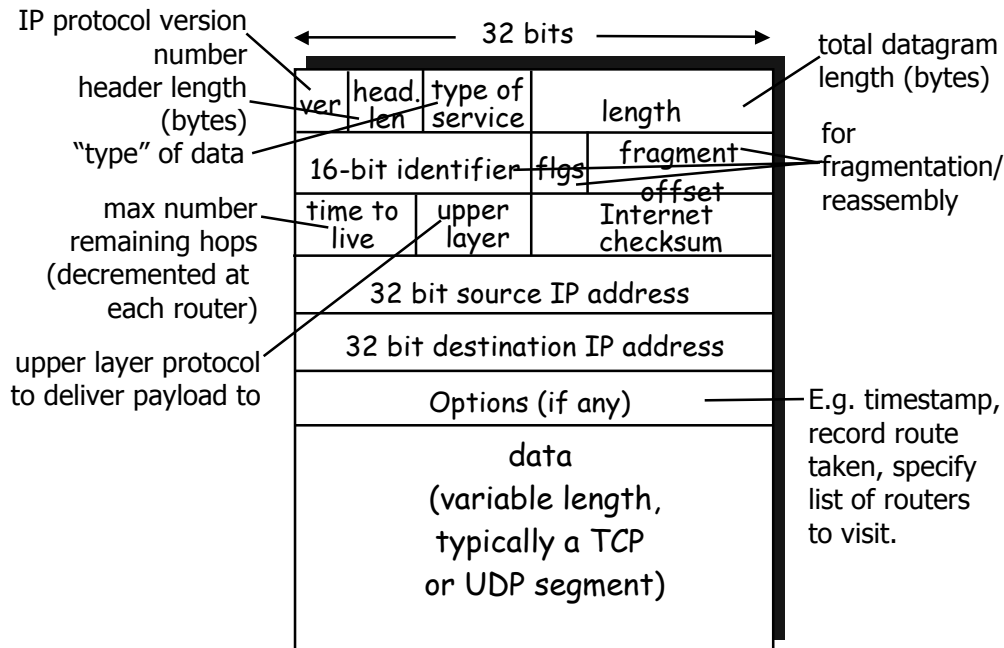 IP protocol version
number
header length
(bytes)
“type” of data
max number
remaining hops
(decremented at
each router)
upper layer protocol
to deliver payload to
32 bits
ver
head.
len
type of
service
length
16-bit identifier
flgs
fragment
offset
time to
live
upper
layer
Internet
checksum
32 bit source IP address
32 bit destination IP address
Options (if any)
data
(variable length,
typically a TCP
or UDP segment)
total datagram
length (bytes)
for
fragmentation/
reassembly
E.g. timestamp,
record route
taken, specify
list of routers
to visit.